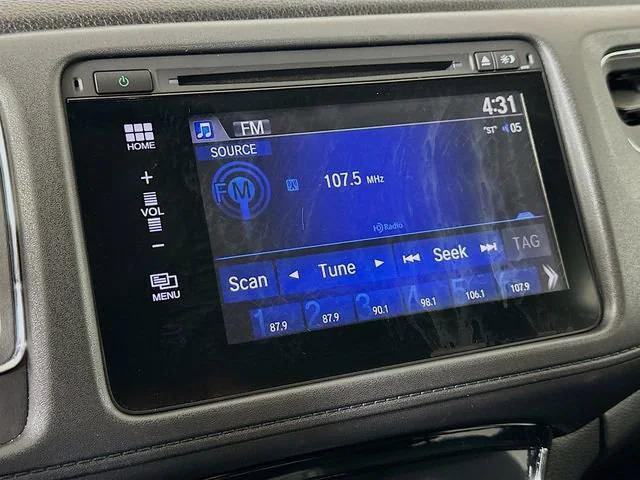 4:31
FM
"ST" 05
HOME
SOURCE
+
FM
107.5 MHz
VOL
HD Radio
-
Scan
Tune
Seek
TAG
MENU
1 2 3 4 5 6
87.9 87.9 90.1 98.1 106.1 107.9